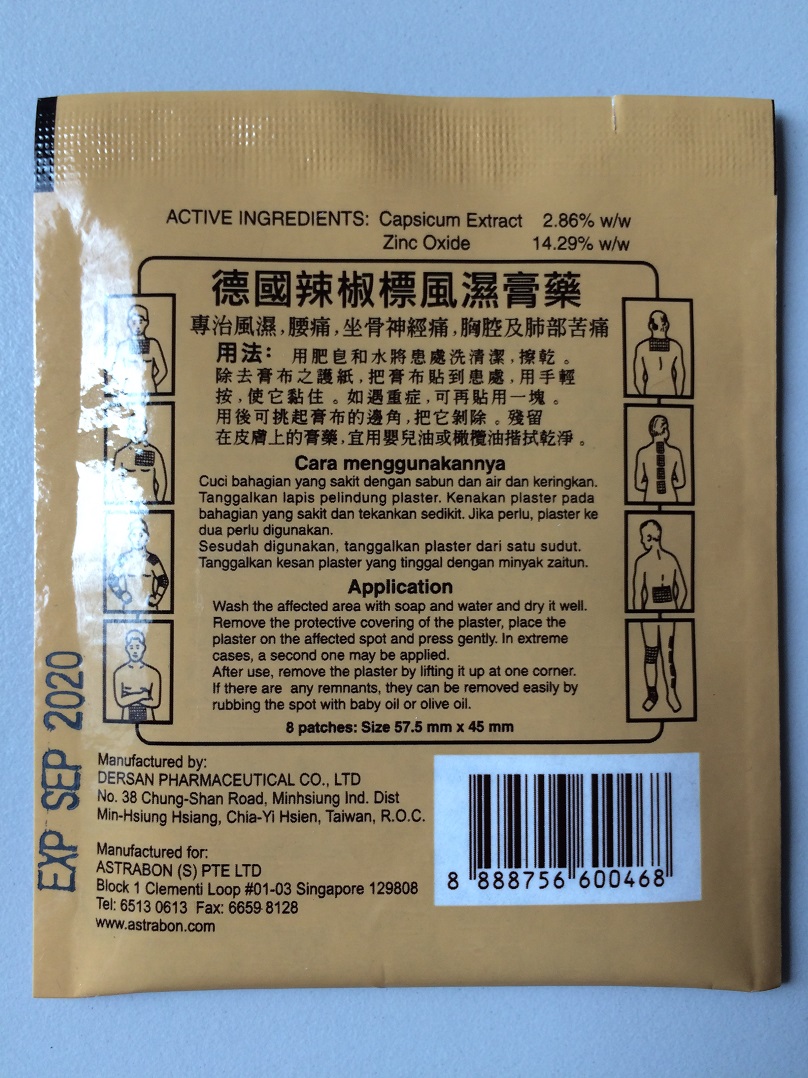 ACTIVE INGREDIENTS: Capsicum Extract 2.86% w/w
Zinc Oxide 14.29% w/w
德國辣椒標風濕膏藥
專治風濕,腰痛,坐骨神經痛,胸腔及肺部苦痛
用法: 用肥皂和水將患處洗清潔,擦乾。
除去膏布之護紙,把膏布貼到患處,用手輕
按,使它黏住。如遇重症,可再貼用一塊。
用後可挑起膏布的邊角,把它剝除。殘留
在皮膚上的膏藥,宜用嬰兒油或橄欖油揩拭乾淨。
Cara menggunakannya
Cuci bahagian yang sakit dengan sabun dan air dan keringkan.
Tanggalkan lapis pelindung plaster. Kenakan plaster pada
bahagian yang sakit dan tekankan sedikit. Jika perlu, plaster ke
dua perlu digunakan.
Sesudah digunakan, tanggalkan plaster dari satu sudut.
Tanggalkan kesan plaster yang tinggal dengan minyak zaitun.
Application
Wash the affected area with soap and water and dry it well.
Remove the protective covering of the plaster, place the
plaster on the affected spot and press gently. In extreme
cases, a second one may be applied.
After use, remove the plaster by lifting it up at one corner.
If there are any remnants, they can be removed easily by
rubbing the spot with baby oil or olive oil.
8 patches: Size 57.5 mm x 45 mm
EXP SEP 2020
Manufactured by:
DERSAN PHARMACEUTICAL CO., LTD
No. 38 Chung-Shan Road, Minhsiung Ind. Dist
Min-Hsiung Hsiang, Chia-Yi Hsien, Taiwan, R.O.C.
Manufactured for:
ASTRABON (S) PTE LTD
Block 1 Clementi Loop #01-03 Singapore 129808
Tel: 6513 0613 Fax: 6659 8128
www.astrabon.com
8 888756 600468